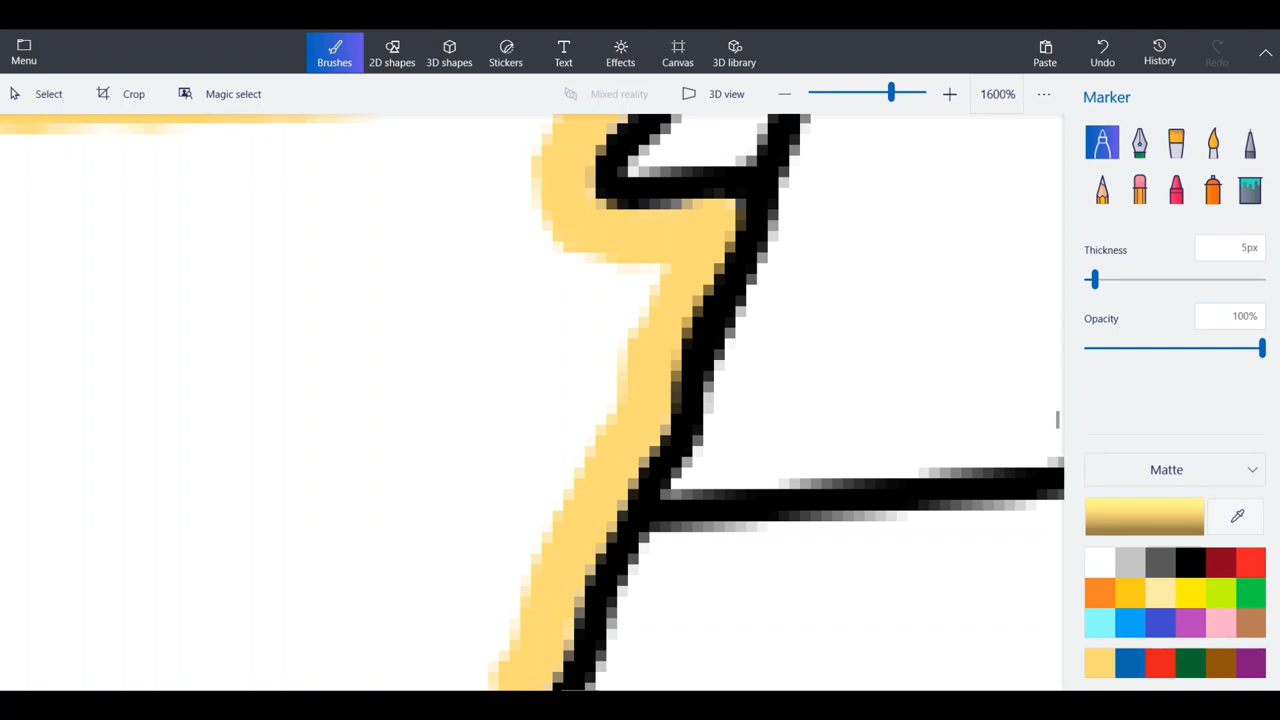 Menu
Brushes
2D shapes
3D shapes
Stickers
Text
Effects
Canvas
3D library
Paste
Undo
History
Redo
Select
Crop
Magic select
Mixed reality
3D view
1600%
Marker
Thickness
5px
Opacity
100%
Matte